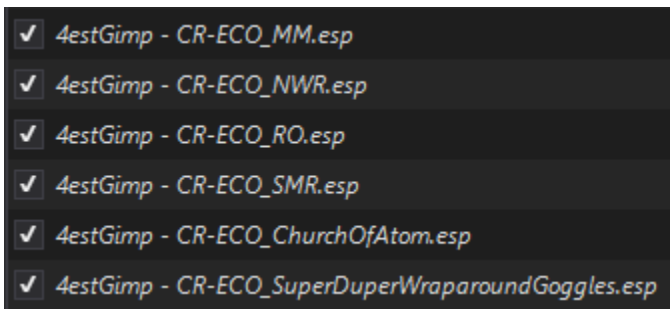 4estGimp - CR-ECO_MM.esp
4estGimp - CR-ECO_NWR.esp
4estGimp - CR-ECO_RO.esp
4estGimp - CR-ECO_SMR.esp
4estGimp - CR-ECO_ChurchOfAtom.esp
4estGimp - CR-ECO_SuperDuperWraparoundGoggles.esp